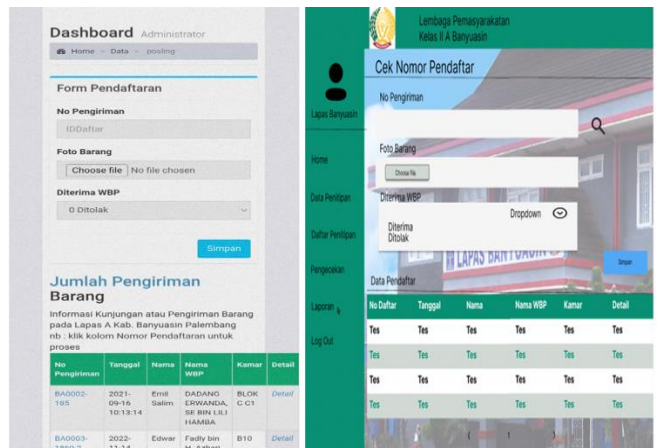 Dashboard Administrator
Home - Data - posting
Form Pendaftaran
No Pengiriman
IDDaftar
Foto Barang
Choose file No file chosen
Diterima WBP
0 Ditolak
Simpan
Jumlah Pengiriman
Barang
Informasi Kunjungan atau Pengiriman Barang
pada Lapas A Kab. Banyuasin Palembang
nb : klik kolom Nomor Pendaftaran untuk
proses
No Pengiriman Tanggal Nama Nama WBP Kamar Detail
BA0002-165 2021-09-16 10:13:14 Emil Salim DADANG ERWANDA, SE BIN LILI HAMBA BLOK C C1 Detail
BA0003- 2022- Edwar Fadly bin B10 Detail
Lembaga Pemasyarakatan
Kelas II A Banyuasin
Lapas Banyuasin
Home
Data Penitipan
Daftar Penitipan
Pengecekan
Laporan
Log Out
Cek Nomor Pendaftar
No Pengiriman
Foto Barang
Choose file
Diterima WBP
Dropdown
Diterima
Ditolak
LAPAS BANYUASIN
Simpan
Data Pendaftar
No Daftar Tanggal Nama Nama WBP Kamar Detail
Tes Tes Tes Tes Tes Tes
Tes Tes Tes Tes Tes Tes
Tes Tes Tes Tes Tes Tes
Tes Tes Tes Tes Tes Tes
1